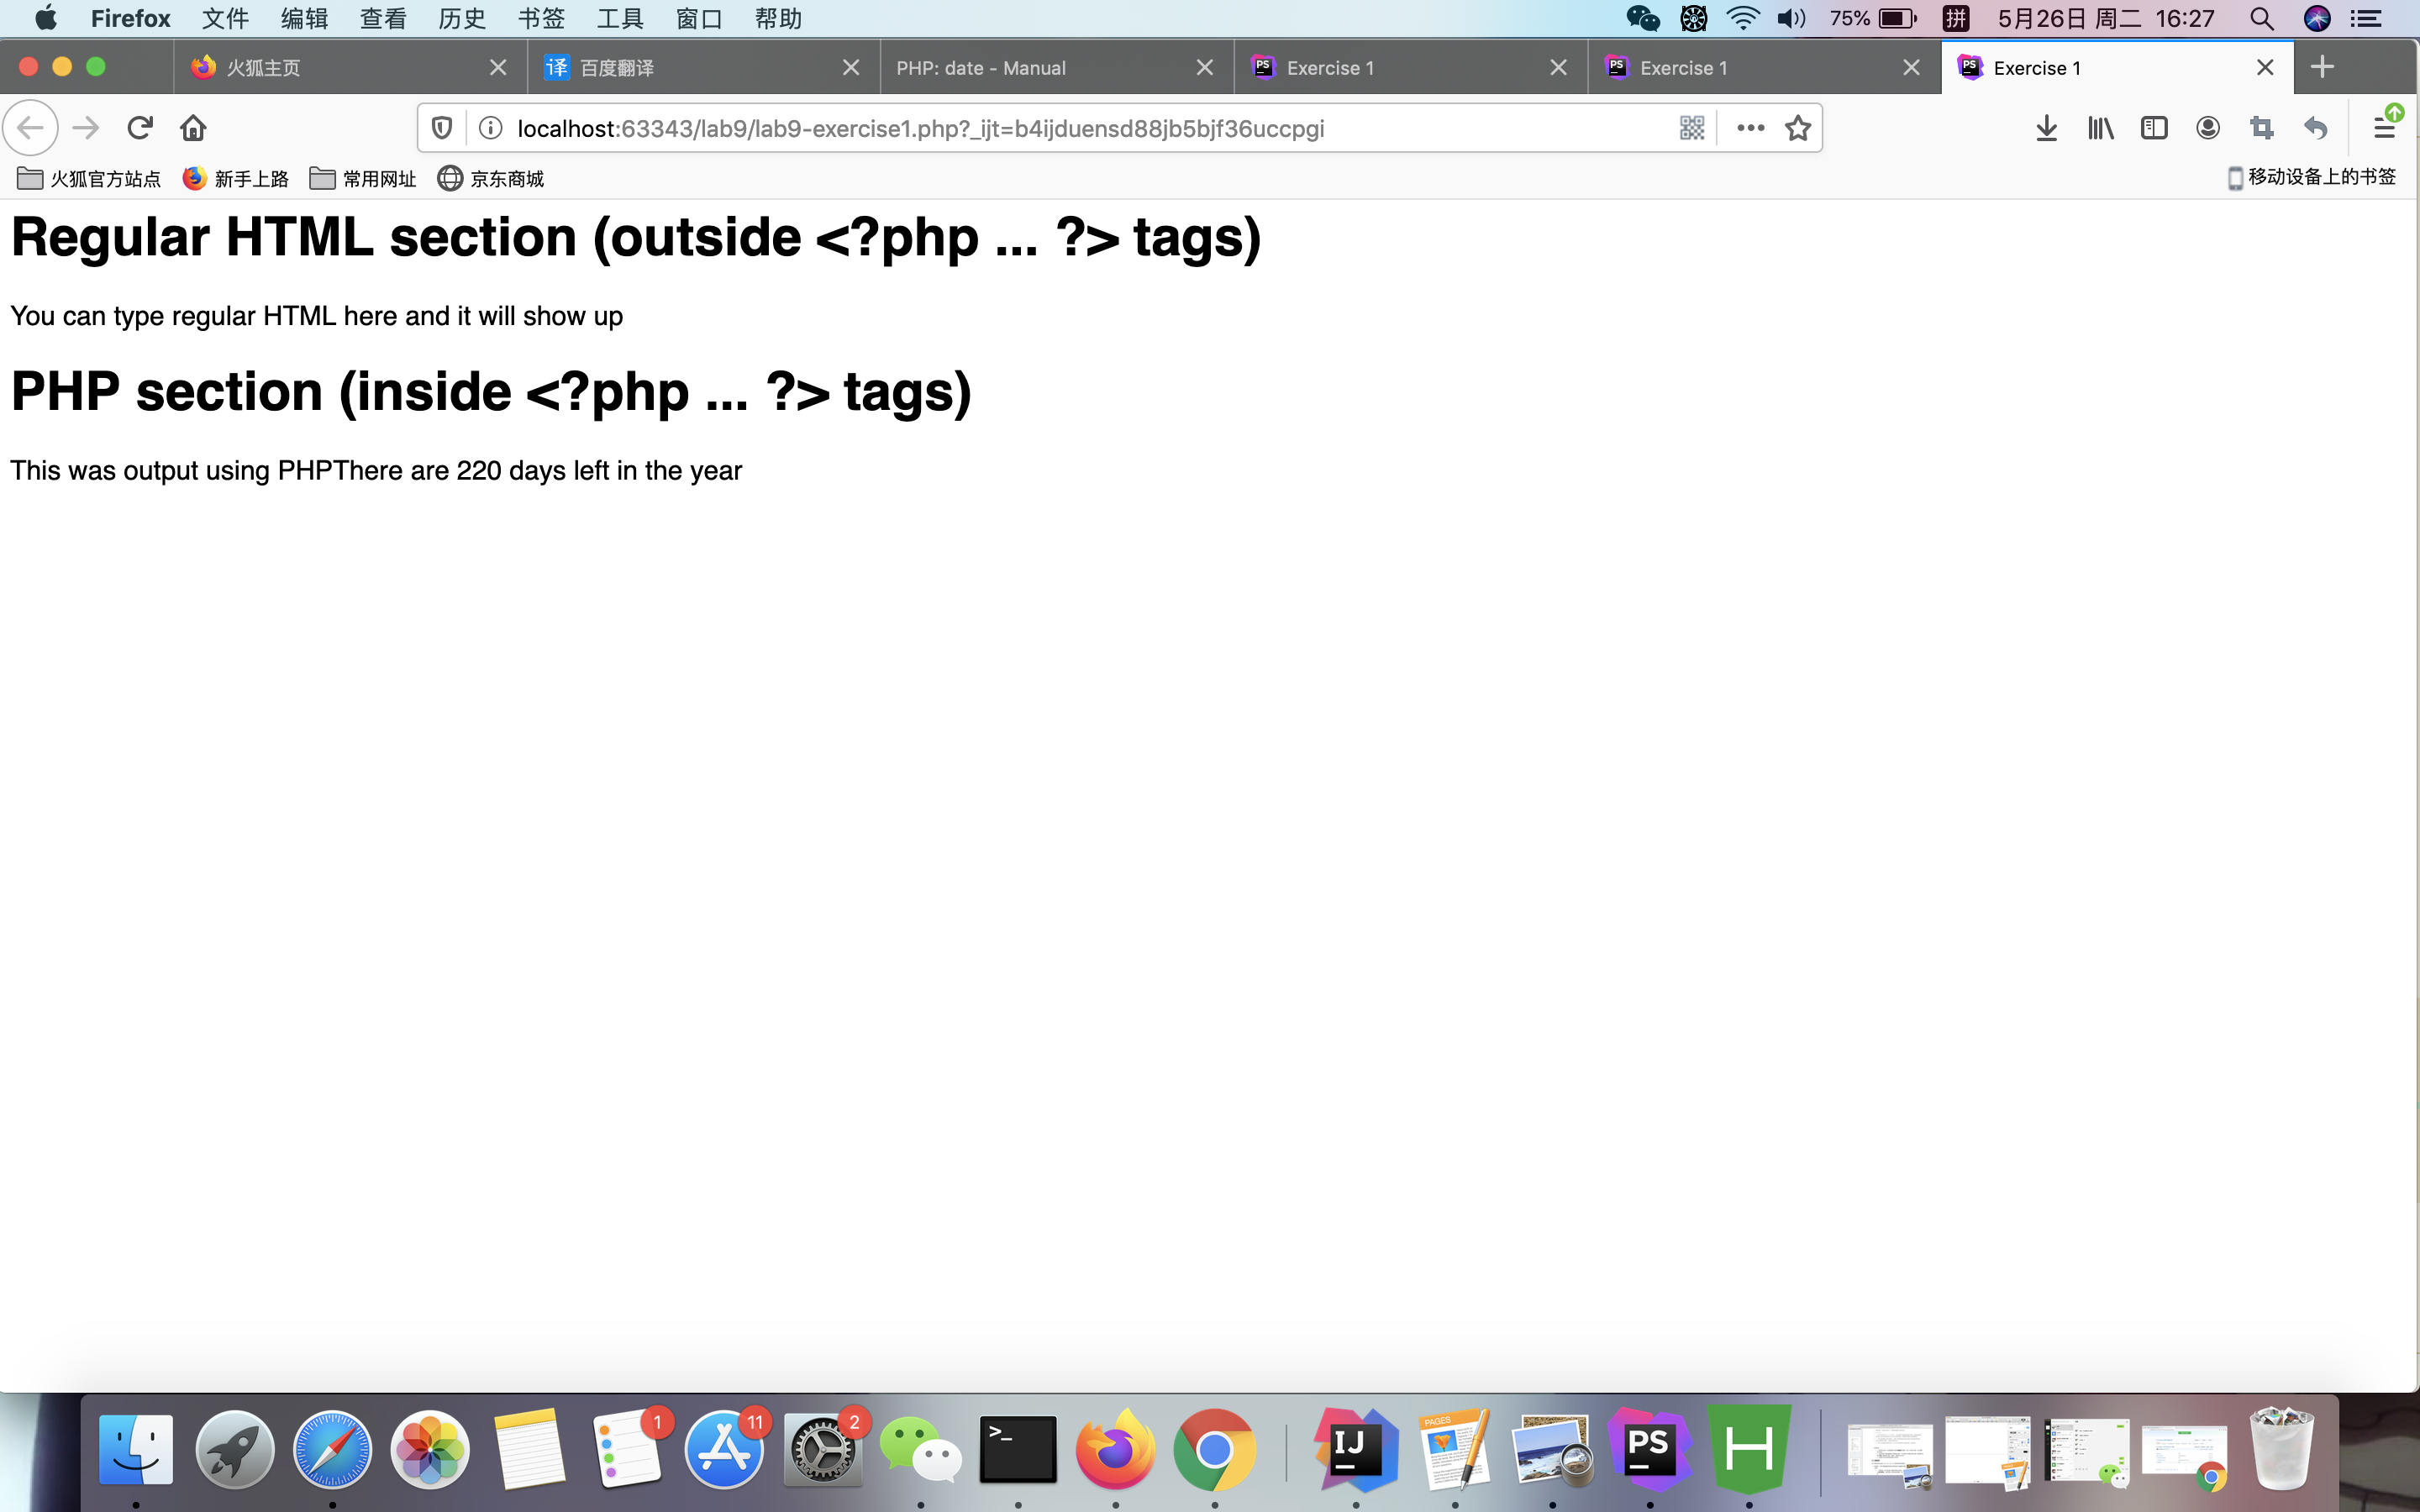 Firefox 文件 编辑 查看 历史 书签 工具 窗口 帮助 75% 拼 5月26日 周二 16:27
火狐主页 译 百度翻译 PHP: date - Manual PS Exercise 1 PS Exercise 1 PS Exercise 1
localhost:63343/lab9/lab9-exercise1.php?_ijt=b4ijduensd88jb5bjf36uccpgi
火狐官方站点 新手上路 常用网址 京东商城 移动设备上的书签
Regular HTML section (outside <?php ... ?> tags)
You can type regular HTML here and it will show up
PHP section (inside <?php ... ?> tags)
This was output using PHPThere are 220 days left in the year
1 11 2 >_ IJ PAGES PS H